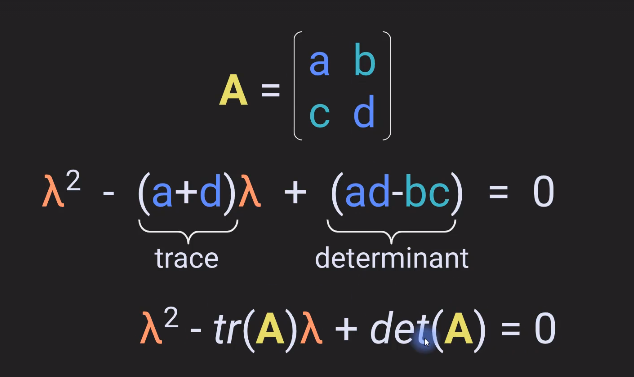 A = [a b
c d]
λ² - (a+d)λ + (ad-bc) = 0
trace determinant
λ² - tr(A)λ + det(A) = 0